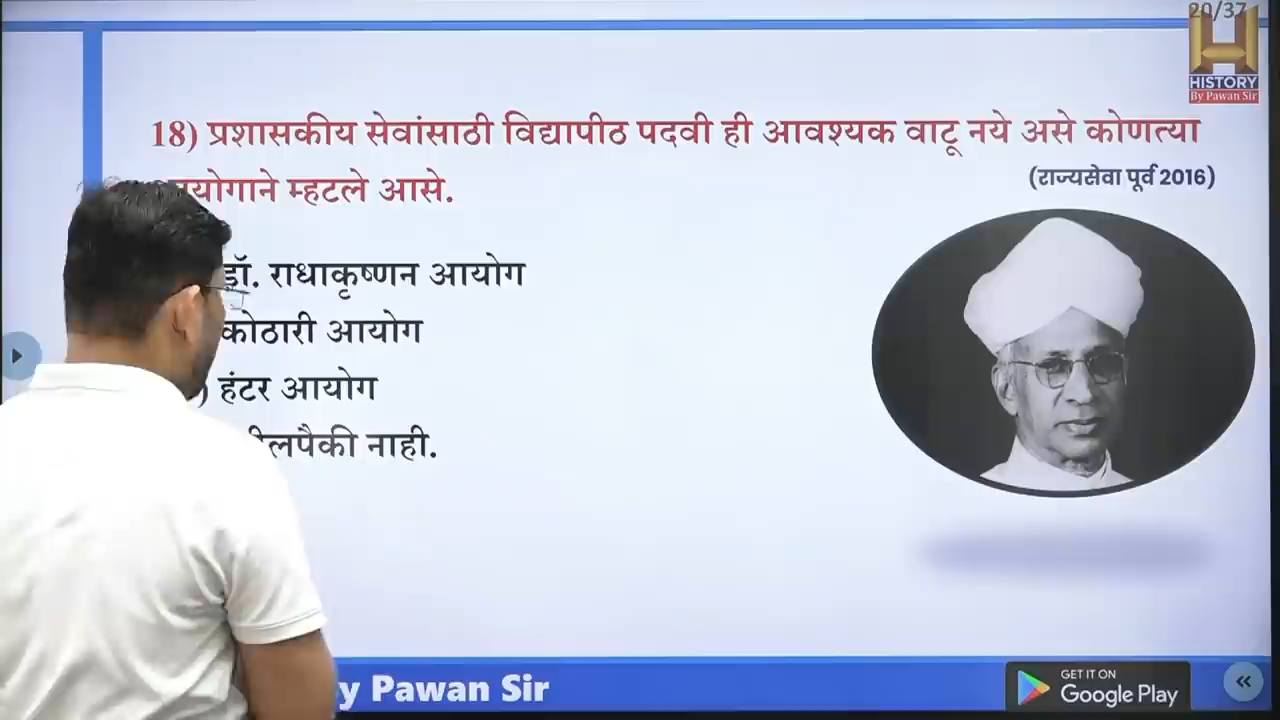 20/37
HISTORY
By Pawan Sir
18) प्रशासकीय सेवांसाठी विद्यापीठ पदवी ही आवश्यक वाटू नये असे कोणत्या
म्हटले आसे.
(राज्यसेवा पूर्व 2016)
डॉ. राधाकृष्णन आयोग
कोठारी आयोग
) हंटर आयोग
नाही.
Pawan Sir
GET IT ON
Google Play